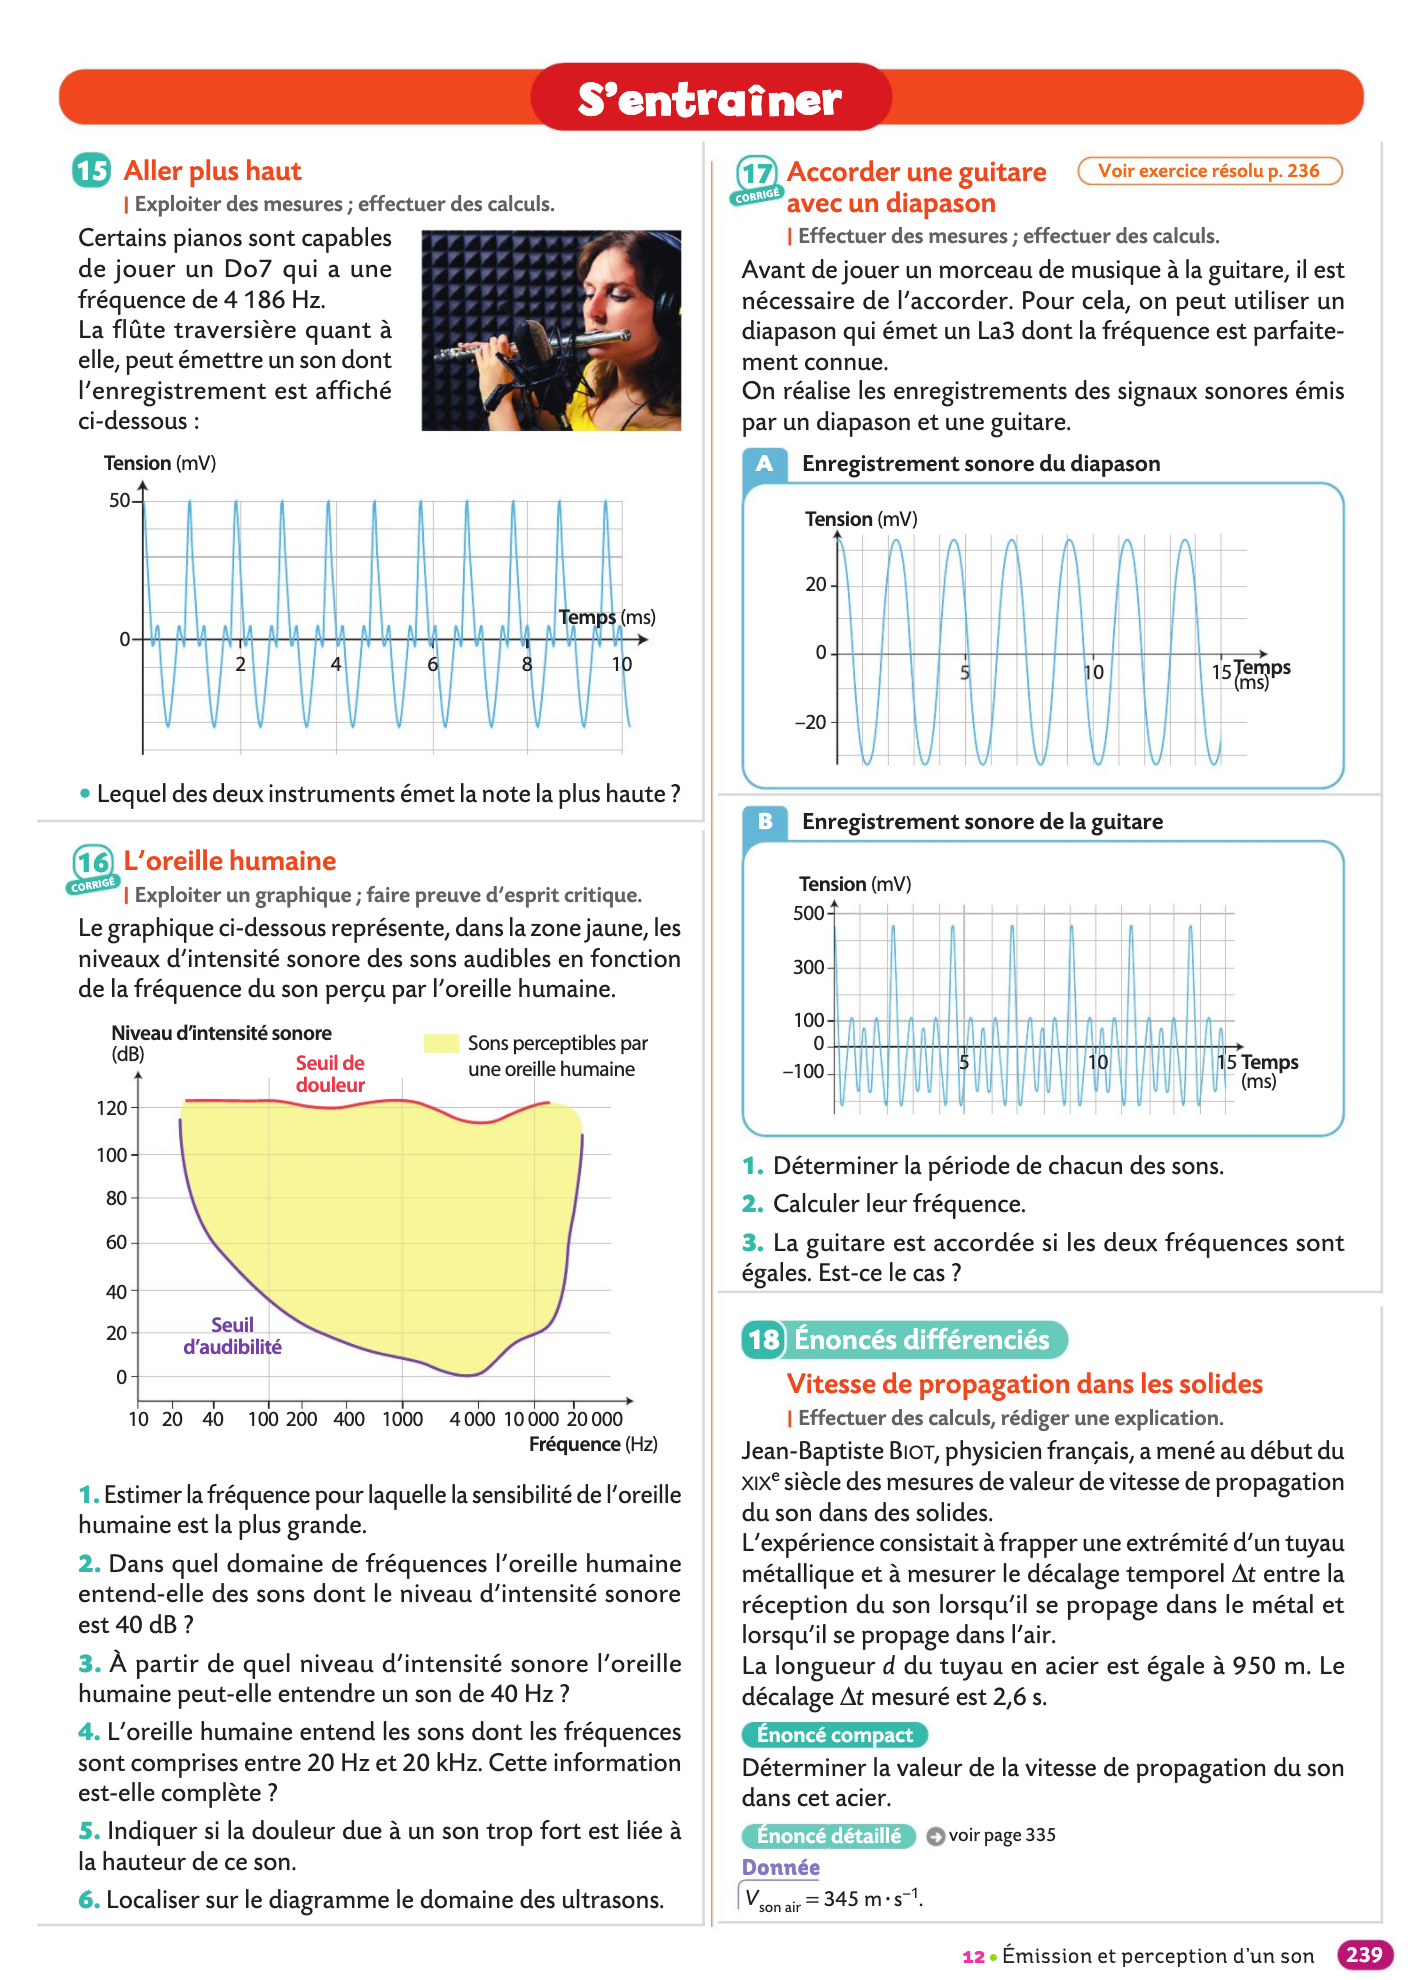 S'entraîner
15 Aller plus haut
Exploiter des mesures ; effectuer des calculs.
Certains pianos sont capables
de jouer un Do7 qui a une
fréquence de 4 186 Hz.
La flûte traversière quant à
elle, peut émettre un son dont
l'enregistrement est affiché
ci-dessous :
Tension (mV)
50
0
Temps (ms)
2 4 6 8 10
• Lequel des deux instruments émet la note la plus haute ?
16 L'oreille humaine
CORRIGÉ
Exploiter un graphique ; faire preuve d'esprit critique.
Le graphique ci-dessous représente, dans la zone jaune, les
niveaux d'intensité sonore des sons audibles en fonction
de la fréquence du son perçu par l'oreille humaine.
Niveau d'intensité sonore
(dB)
Seuil de
douleur
Sons perceptibles par
une oreille humaine
120
100
80
60
40
20
0
Seuil
d'audibilité
10 20 40 100 200 400 1000 4 000 10 000 20 000
Fréquence (Hz)
1. Estimer la fréquence pour laquelle la sensibilité de l'oreille
humaine est la plus grande.
2. Dans quel domaine de fréquences l'oreille humaine
entend-elle des sons dont le niveau d'intensité sonore
est 40 dB ?
3. À partir de quel niveau d'intensité sonore l'oreille
humaine peut-elle entendre un son de 40 Hz ?
4. L'oreille humaine entend les sons dont les fréquences
sont comprises entre 20 Hz et 20 kHz. Cette information
est-elle complète ?
5. Indiquer si la douleur due à un son trop fort est liée à
la hauteur de ce son.
6. Localiser sur le diagramme le domaine des ultrasons.
17 Accorder une guitare
CORRIGÉ
avec un diapason
Voir exercice résolu p. 236
Effectuer des mesures ; effectuer des calculs.
Avant de jouer un morceau de musique à la guitare, il est
nécessaire de l'accorder. Pour cela, on peut utiliser un
diapason qui émet un La3 dont la fréquence est parfaite-
ment connue.
On réalise les enregistrements des signaux sonores émis
par un diapason et une guitare.
A Enregistrement sonore du diapason
Tension (mV)
20
0
–20
5 10 15 Temps
(ms)
B Enregistrement sonore de la guitare
Tension (mV)
500
300
100
0
–100
5 10 15 Temps
(ms)
1. Déterminer la période de chacun des sons.
2. Calculer leur fréquence.
3. La guitare est accordée si les deux fréquences sont
égales. Est-ce le cas ?
18 Énoncés différenciés
Vitesse de propagation dans les solides
Effectuer des calculs, rédiger une explication.
Jean-Baptiste BIOT, physicien français, a mené au début du
XIXe siècle des mesures de valeur de vitesse de propagation
du son dans des solides.
L'expérience consistait à frapper une extrémité d'un tuyau
métallique et à mesurer le décalage temporel Δt entre la
réception du son lorsqu'il se propage dans le métal et
lorsqu'il se propage dans l'air.
La longueur d du tuyau en acier est égale à 950 m. Le
décalage Δt mesuré est 2,6 s.
Énoncé compact
Déterminer la valeur de la vitesse de propagation du son
dans cet acier.
Énoncé détaillé voir page 335
Donnée
V son air = 345 m · s⁻¹.
12 • Émission et perception d'un son 239